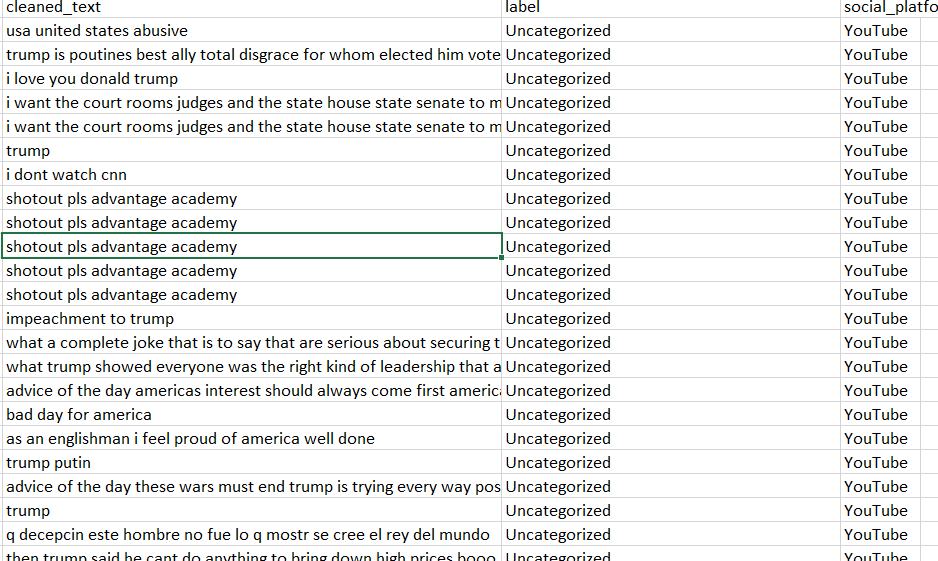 cleaned_text label social_platfo
usa united states abusive Uncategorized YouTube
trump is poutines best ally total disgrace for whom elected him vote Uncategorized YouTube
i love you donald trump Uncategorized YouTube
i want the court rooms judges and the state house state senate to m Uncategorized YouTube
i want the court rooms judges and the state house state senate to m Uncategorized YouTube
trump Uncategorized YouTube
i dont watch cnn Uncategorized YouTube
shotout pls advantage academy Uncategorized YouTube
shotout pls advantage academy Uncategorized YouTube
shotout pls advantage academy Uncategorized YouTube
shotout pls advantage academy Uncategorized YouTube
shotout pls advantage academy Uncategorized YouTube
impeachment to trump Uncategorized YouTube
what a complete joke that is to say that are serious about securing t Uncategorized YouTube
what trump showed everyone was the right kind of leadership that a Uncategorized YouTube
advice of the day americas interest should always come first americ Uncategorized YouTube
bad day for america Uncategorized YouTube
as an englishman i feel proud of america well done Uncategorized YouTube
trump putin Uncategorized YouTube
advice of the day these wars must end trump is trying every way pos Uncategorized YouTube
trump Uncategorized YouTube
q decepcin este hombre no fue lo q mostr se cree el rey del mundo Uncategorized YouTube
then trump said he cant do anything to bring down high prices booo Uncategorized YouTube